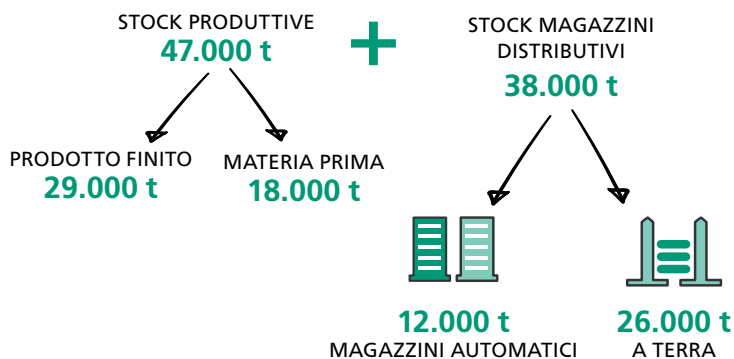 STOCK PRODUTTIVE
47.000 t
+
STOCK MAGAZZINI
DISTRIBUTIVI
38.000 t
PRODOTTO FINITO
29.000 t
MATERIA PRIMA
18.000 t
12.000 t
MAGAZZINI AUTOMATICI
26.000 t
A TERRA